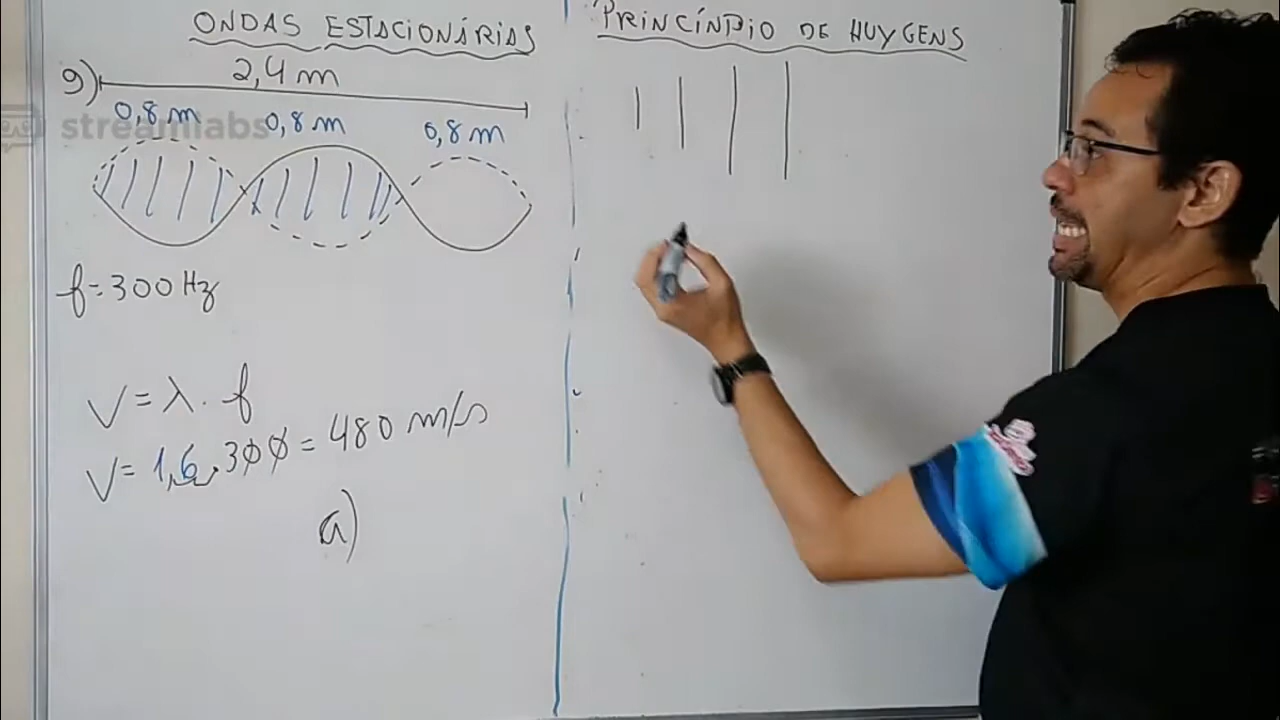 ONDAS ESTACIONÁRIAS
9) 2,4 m
0,8 m 0,8 m 0,8 m
streamlabs
f=300 Hz
V = λ . f
V= 1,6 . 300 = 480 m/s
a)
PRINCÍNPIO DE HUYGENS